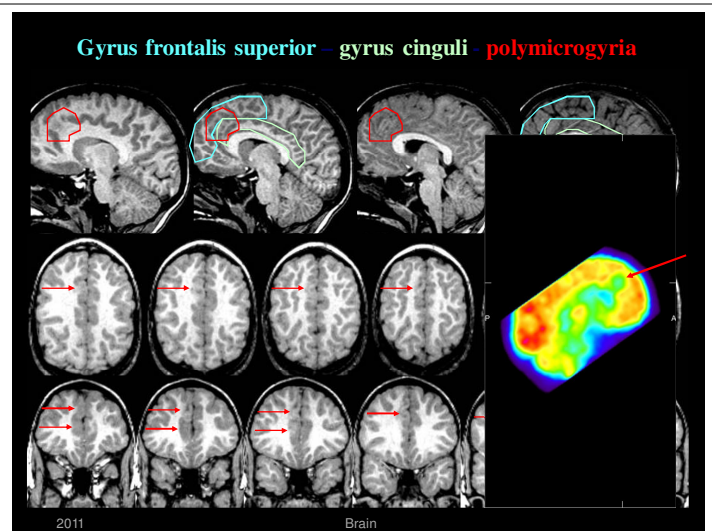 Gyrus frontalis superior – gyrus cinguli – polymicrogyria
P
A
2011 Brain